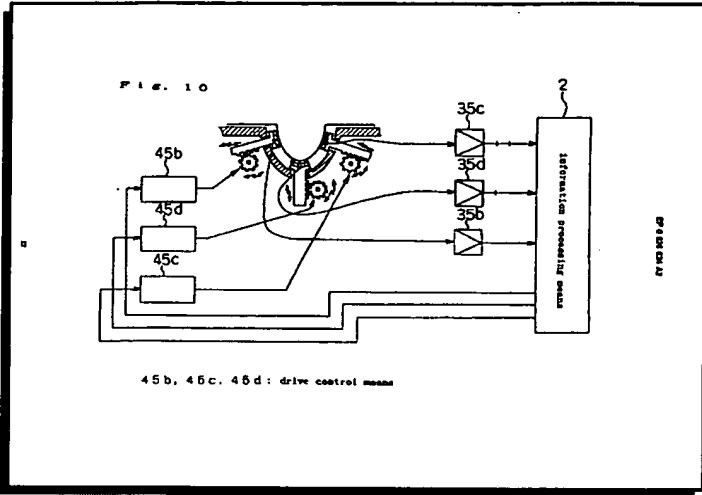 Fig. 10
2
35c
45b
35d
45d
35b
45c
information processing means
45b, 45c, 45d: drive control means